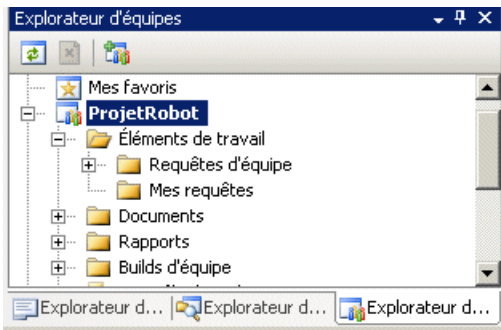 Explorateur d'équipes
Mes favoris
ProjetRobot
Éléments de travail
Requêtes d'équipe
Mes requêtes
Documents
Rapports
Builds d'équipe
Explorateur d... Explorateur d... Explorateur d...